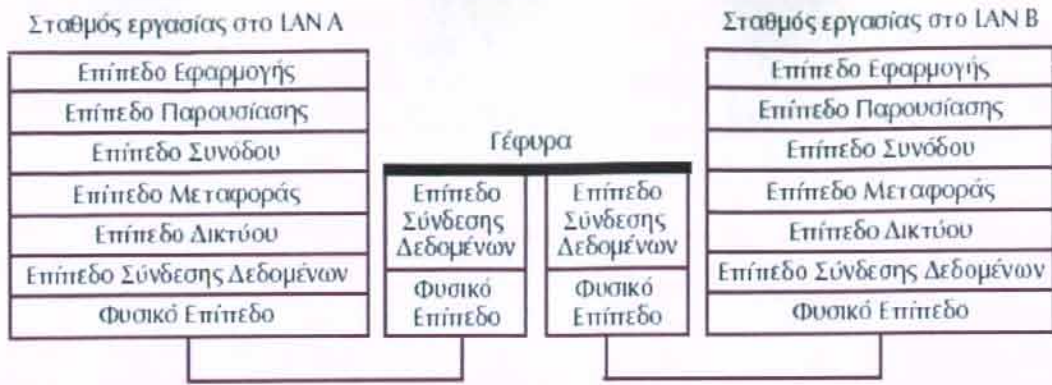 Σταθμός εργασίας στο LAN A
Επίπεδο Εφαρμογής
Επίπεδο Παρουσίασης
Επίπεδο Συνόδου
Επίπεδο Μεταφοράς
Επίπεδο Δικτύου
Επίπεδο Σύνδεσης Δεδομένων
Φυσικό Επίπεδο
Γέφυρα
Επίπεδο
Σύνδεσης
Δεδομένων
Φυσικό
Επίπεδο
Επίπεδο
Σύνδεσης
Δεδομένων
Φυσικό
Επίπεδο
Σταθμός εργασίας στο LAN B
Επίπεδο Εφαρμογής
Επίπεδο Παρουσίασης
Επίπεδο Συνόδου
Επίπεδο Μεταφοράς
Επίπεδο Δικτύου
Επίπεδο Σύνδεσης Δεδομένων
Φυσικό Επίπεδο